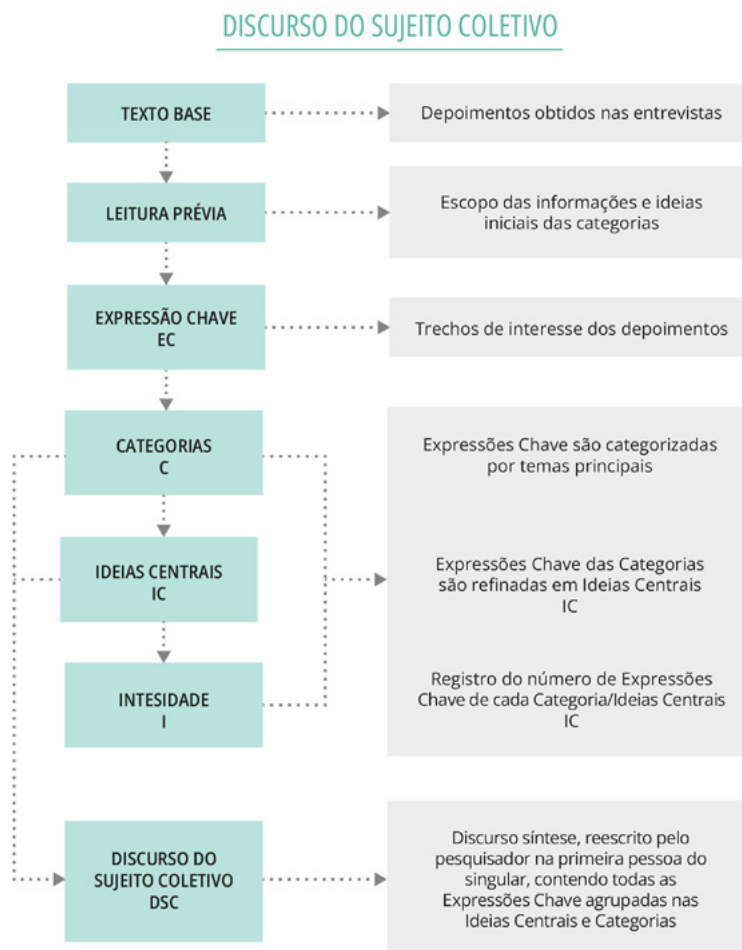 DISCURSO DO SUJEITO COLETIVO
TEXTO BASE
Depoimentos obtidos nas entrevistas
LEITURA PRÉVIA
Escopo das informações e ideias
iniciais das categorias
EXPRESSÃO CHAVE
EC
Trechos de interesse dos depoimentos
CATEGORIAS
C
Expressões Chave são categorizadas
por temas principais
IDEIAS CENTRAIS
IC
Expressões Chave das Categorias
são refinadas em Ideias Centrais
IC
INTESIDADE
I
Registro do número de Expressões
Chave de cada Categoria/Ideias Centrais
IC
DISCURSO DO
SUJEITO COLETIVO
DSC
Discurso síntese, reescrito pelo
pesquisador na primeira pessoa do
singular, contendo todas as
Expressões Chave agrupadas nas
Ideias Centrais e Categorias